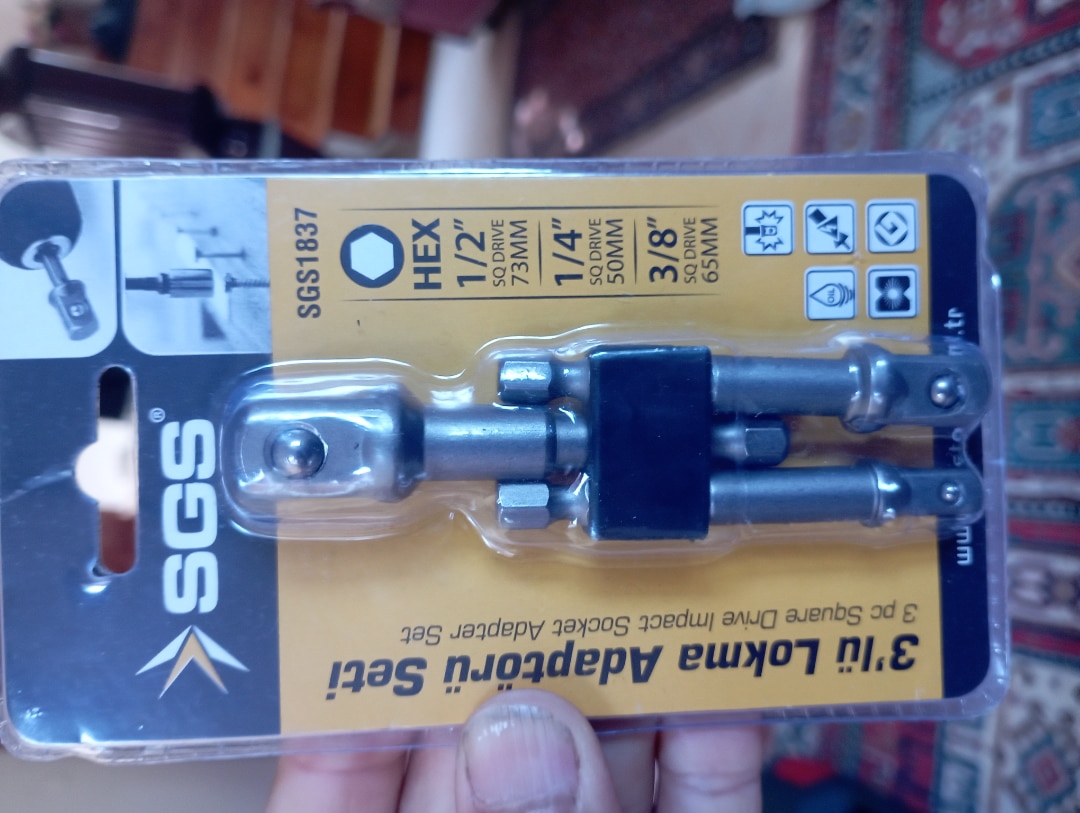 SGS®
SGS1837
HEX
1/2"
SQ DRIVE
73MM
1/4"
SQ DRIVE
50MM
3/8"
SQ DRIVE
65MM
OIL
3'lü Lokma Adaptörü Seti
3 pc Square Drive Impact Socket Adapter Set